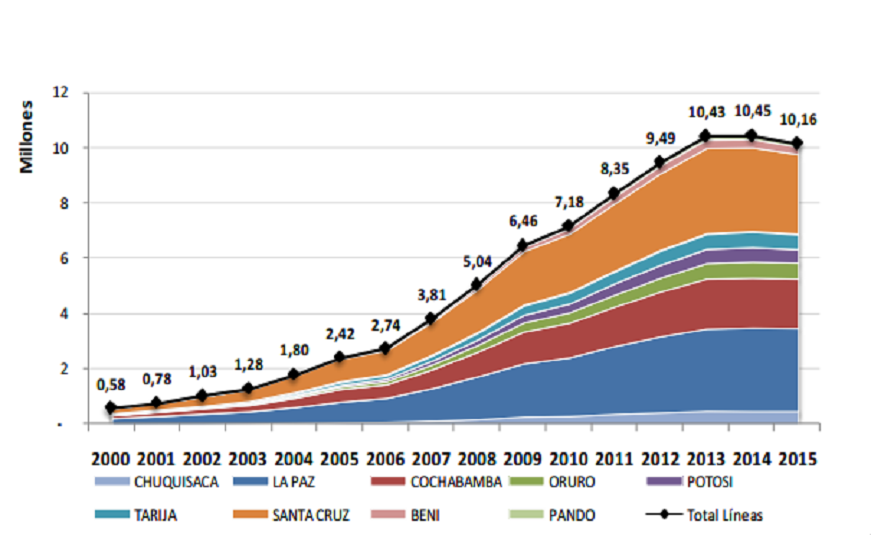 Millones
12
10
8
6
4
2
-
0,58 0,78 1,03 1,28 1,80 2,42 2,74 3,81 5,04 6,46 7,18 8,35 9,49 10,43 10,45 10,16
2000 2001 2002 2003 2004 2005 2006 2007 2008 2009 2010 2011 2012 2013 2014 2015
CHUQUISACA LA PAZ COCHABAMBA ORURO POTOSI
TARIJA SANTA CRUZ BENI PANDO Total Líneas